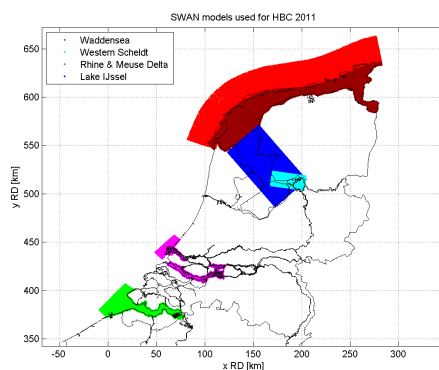 SWAN models used for HBC 2011
Waddensea
Western Scheldt
Rhine & Meuse Delta
Lake IJssel
650
600
550
500
450
400
350
y RD [km]
-50
0
50
100
150
200
250
300
x RD [km]